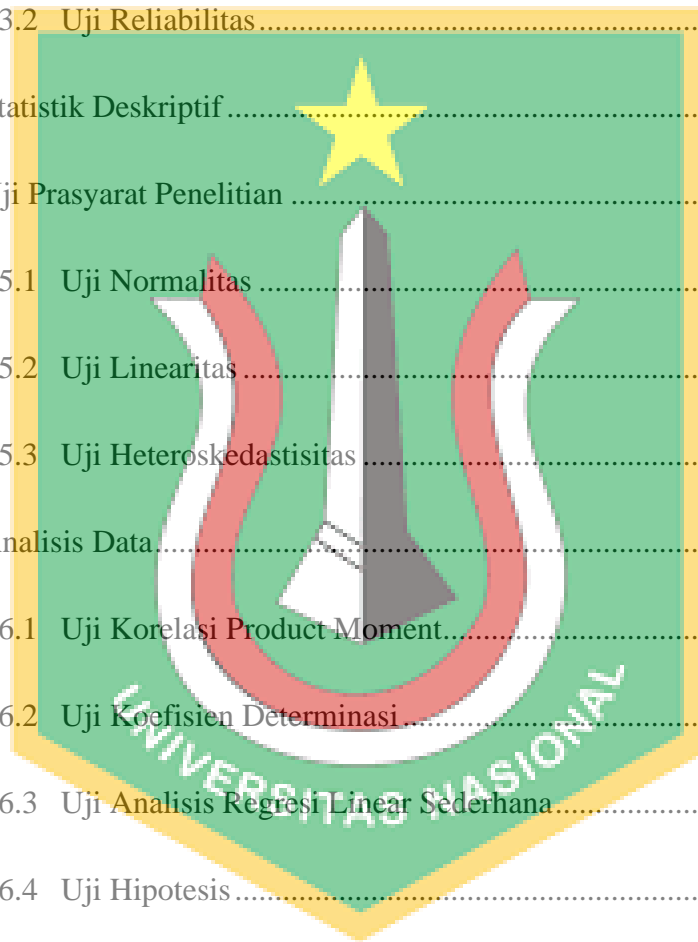 3.2 Uji Reliabilitas
tatistik Deskriptif
ji Prasyarat Penelitian
5.1 Uji Normalitas
5.2 Uji Linearitas
5.3 Uji Heteroskedastisitas
nalisis Data
6.1 Uji Korelasi Product Moment
6.2 Uji Koefisien Determinasi
UNIVERSITAS NASIONAL
6.3 Uji Analisis Regresi Linear Sederhana
6.4 Uji Hipotesis